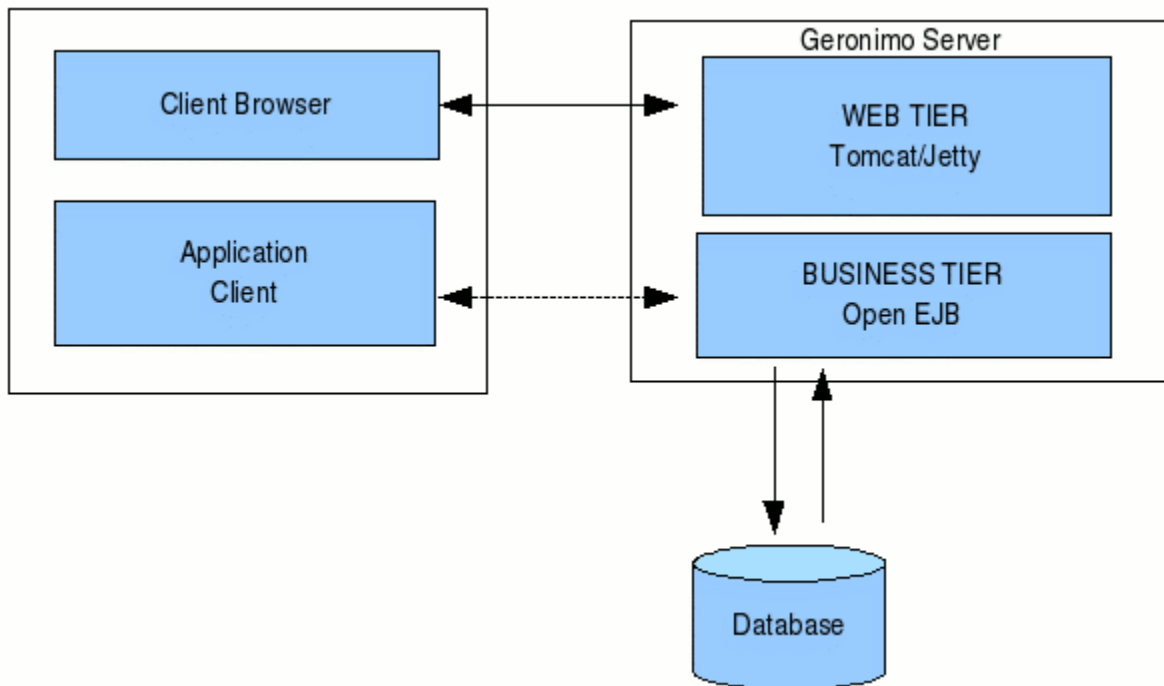 Geronimo Server
Client Browser
WEB TIER
Tomcat/Jetty
Application
Client
BUSINESS TIER
Open EJB
Database